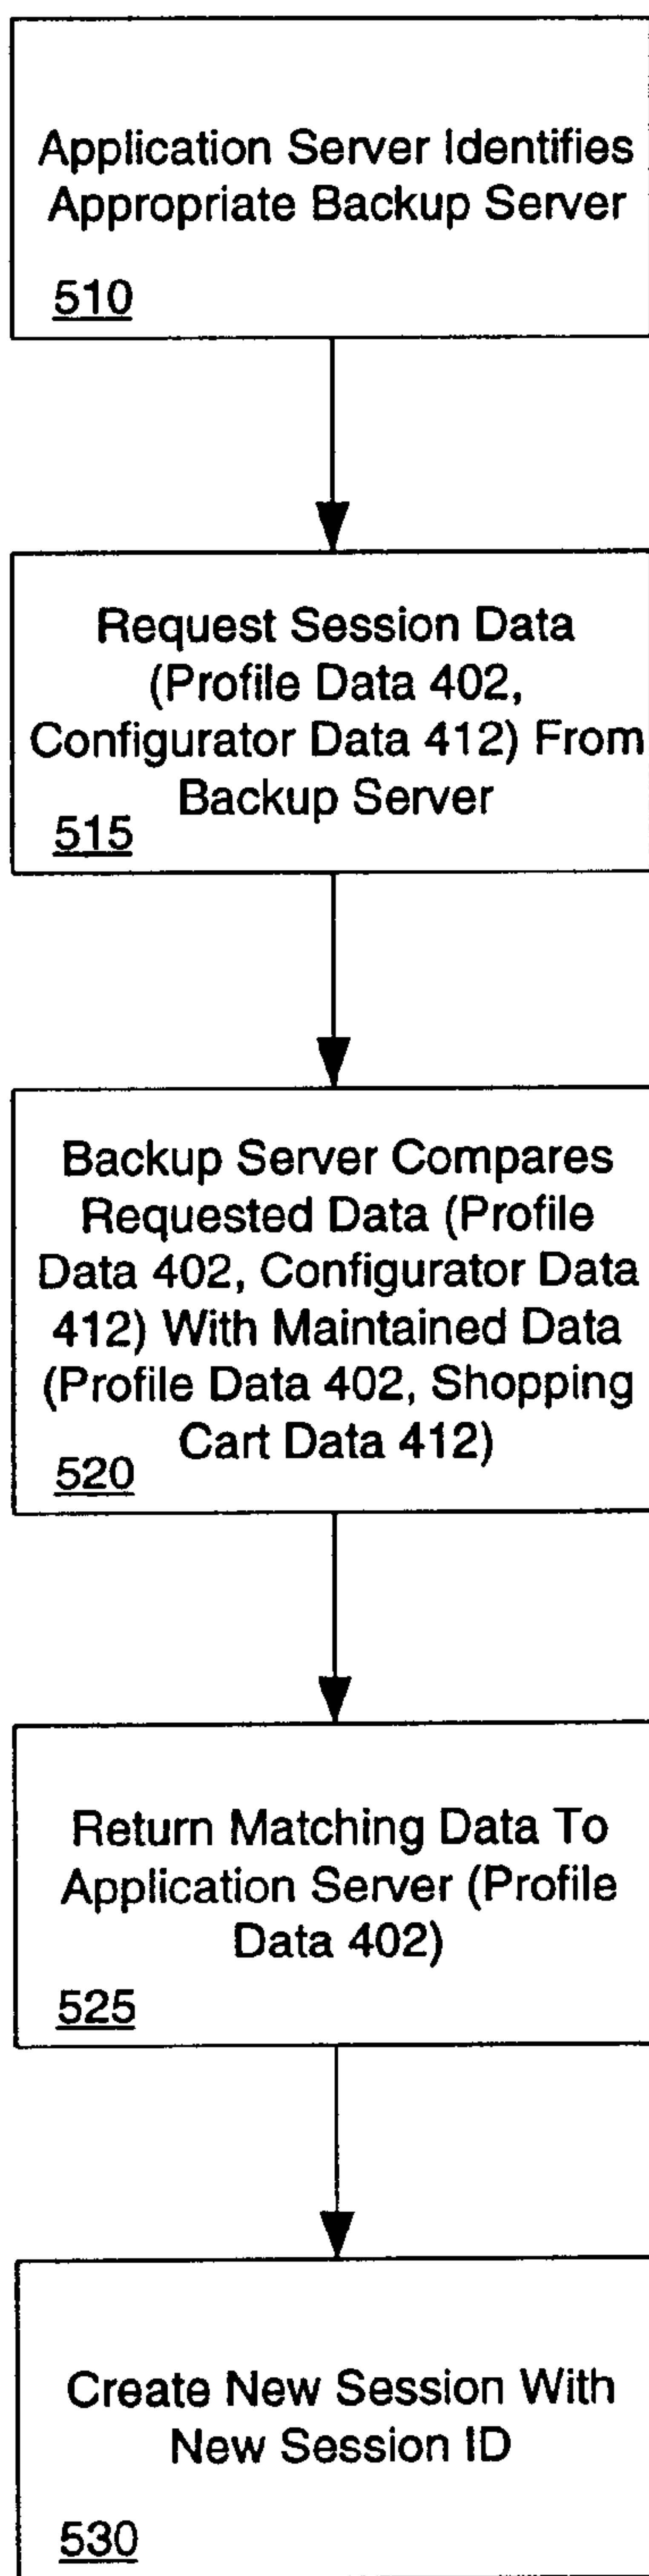 Application Server Identifies
Appropriate Backup Server
510
Request Session Data
(Profile Data 402,
Configurator Data 412) From
Backup Server
515
Backup Server Compares
Requested Data (Profile
Data 402, Configurator Data
412) With Maintained Data
(Profile Data 402, Shopping
Cart Data 412)
520
Return Matching Data To
Application Server (Profile
Data 402)
525
Create New Session With
New Session ID
530